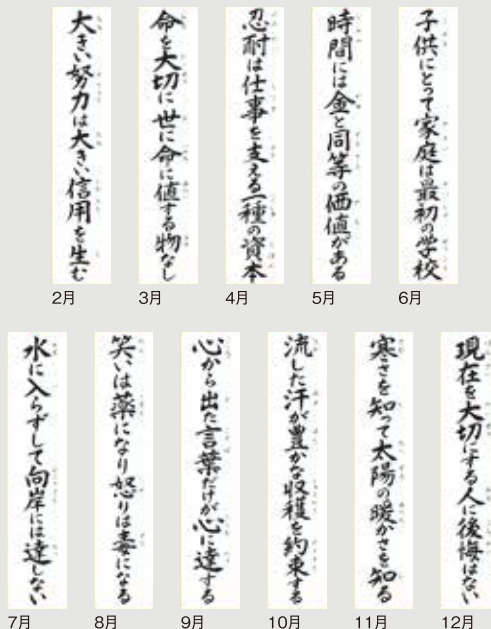 大きい努力は大きい信用を生む
2月
命を大切に世に命に値する物なし
3月
忍耐は仕事を支える一種の資本
4月
時間には金と同等の価値がある
5月
子供にとって家庭は最初の学校
6月
水に入らずして向岸には達しない
7月
笑いは薬になり怒りは毒になる
8月
心から出た言葉だけが心に達する
9月
流した汗が豊かな収穫を約束する
10月
寒さを知って太陽の暖かさを知る
11月
現在を大切にする人に後悔はない
12月